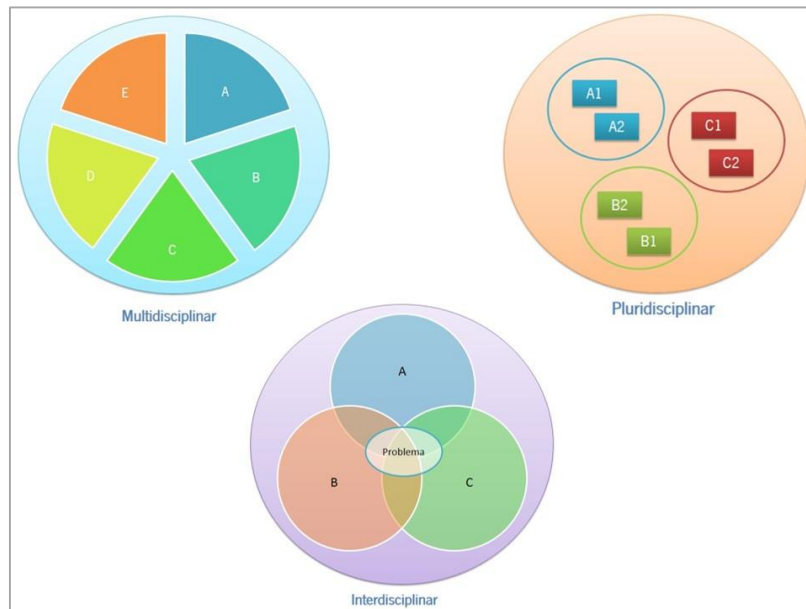 E
A
D
B
C
Multidisciplinar
A1
A2
C1
C2
B2
B1
Pluridisciplinar
A
Problema
B
C
Interdisciplinar